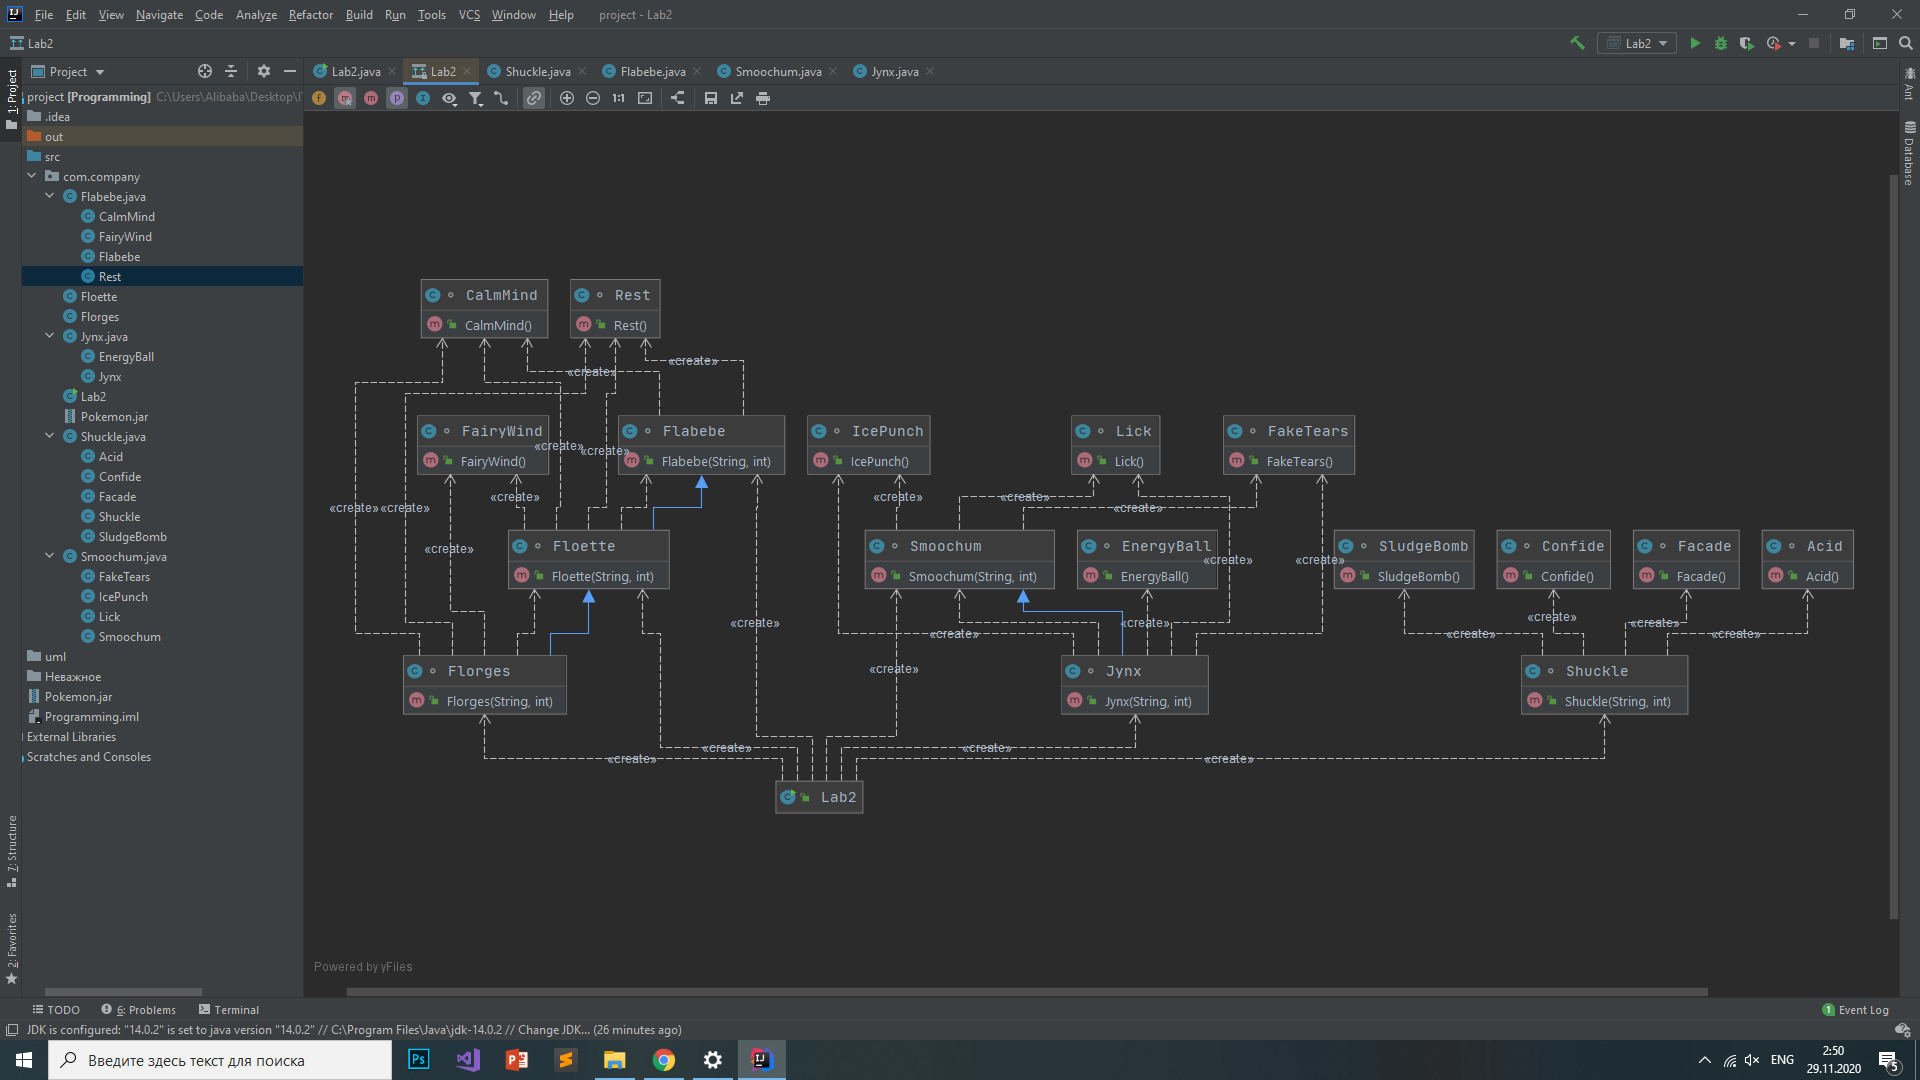 File Edit View Navigate Code Analyze Refactor Build Run Tools VCS Window Help project - Lab2
Lab2
Lab2
Project
Lab2.java
Lab2
Shuckle.java
Flabebe.java
Smoochum.java
Jynx.java
1: Project
project [Programming] C:\Users\Alibaba\Desktop\
.idea
out
src
com.company
Flabebe.java
CalmMind
FairyWind
Flabebe
Rest
Floette
Florges
Jynx.java
EnergyBall
Jynx
Lab2
Pokemon.jar
Shuckle.java
Acid
Confide
Facade
Shuckle
SludgeBomb
Smoochum.java
FakeTears
IcePunch
Lick
Smoochum
uml
Неважное
Pokemon.jar
Programming.iml
External Libraries
Scratches and Consoles
7: Structure
2: Favorites
1:1
Ant
Database
CalmMind
CalmMind()
Rest
Rest()
«create»
«create»
FairyWind
FairyWind()
Flabebe
Flabebe(String, int)
IcePunch
IcePunch()
Lick
Lick()
FakeTears
FakeTears()
«create»
«create»
«create»
«create»
«create»
«create»
«create»
«create»
«create»
Floette
Floette(String, int)
Smoochum
Smoochum(String, int)
EnergyBall
EnergyBall()
SludgeBomb
SludgeBomb()
Confide
Confide()
Facade
Facade()
Acid
Acid()
«create»
«create»
«create»
«create»
«create»
«create»
«create»
«create»
«create»
«create»
«create»
Florges
Florges(String, int)
Jynx
Jynx(String, int)
Shuckle
Shuckle(String, int)
«create»
«create»
«create»
«create»
Lab2
Powered by yFiles
TODO
6: Problems
Terminal
1 Event Log
JDK is configured: "14.0.2" is set to java version "14.0.2" // C:\Program Files\Java\jdk-14.0.2 // Change JDK... (26 minutes ago)
Введите здесь текст для поиска
ENG
2:50
29.11.2020
5